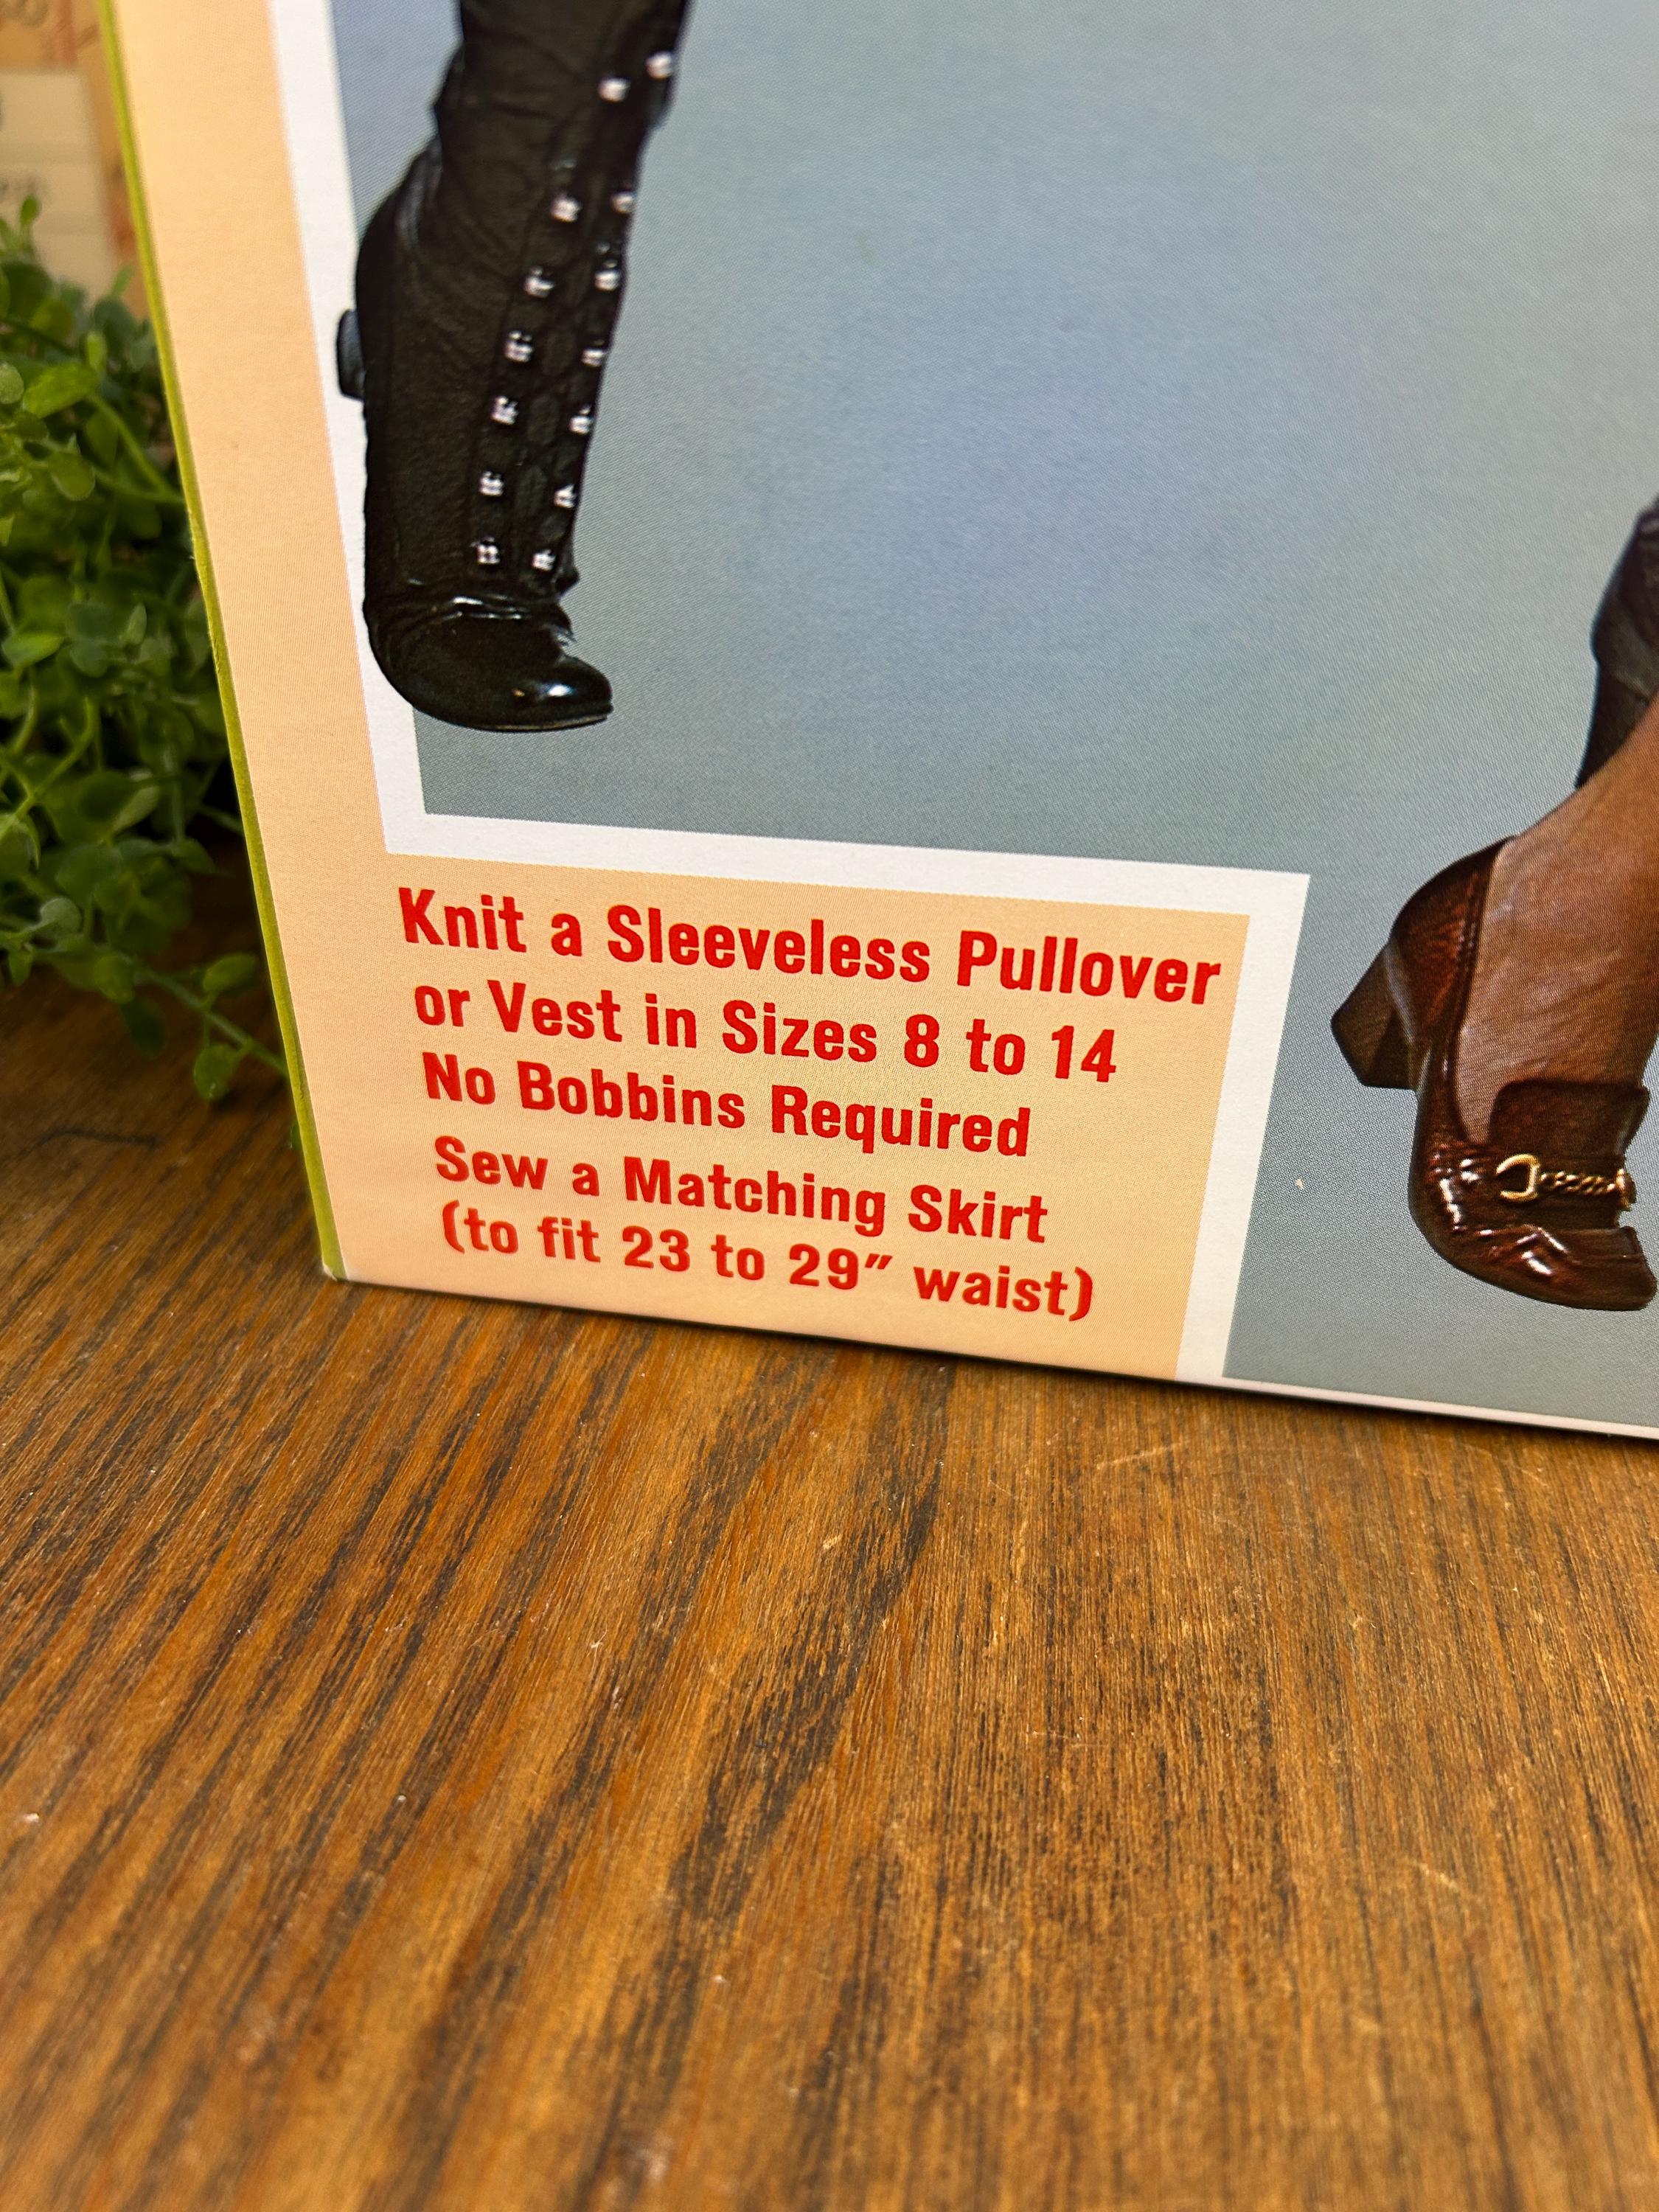 Knit a Sleeveless Pullover
or Vest in Sizes 8 to 14
No Bobbins Required
Sew a Matching Skirt
(to fit 23 to 29″ waist)